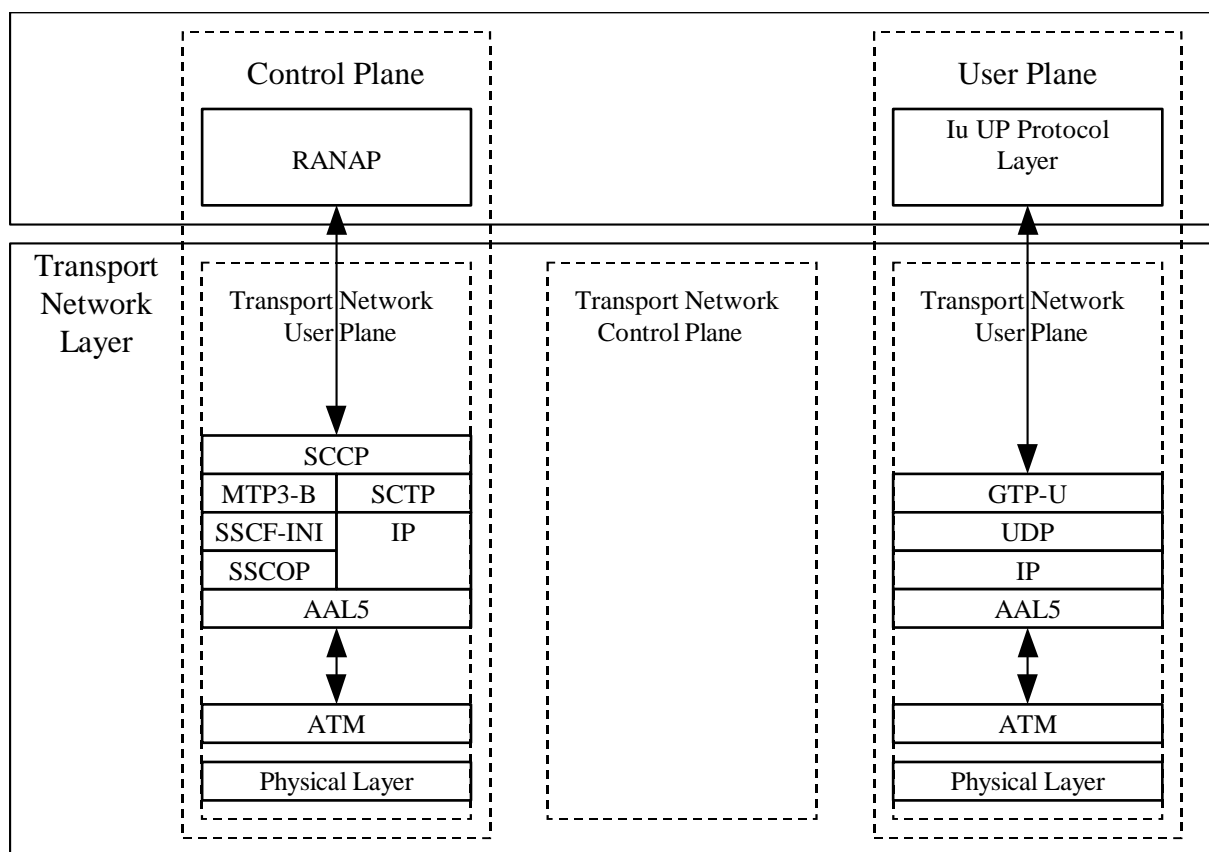 Control Plane
User Plane
RANAP
Iu UP Protocol
Layer
Transport
Network
Layer
Transport Network
User Plane
Transport Network
Control Plane
Transport Network
User Plane
SCCP
MTP3-B
SCTP
SSCF-INI
IP
SSCOP
AAL5
ATM
Physical Layer
GTP-U
UDP
IP
AAL5
ATM
Physical Layer